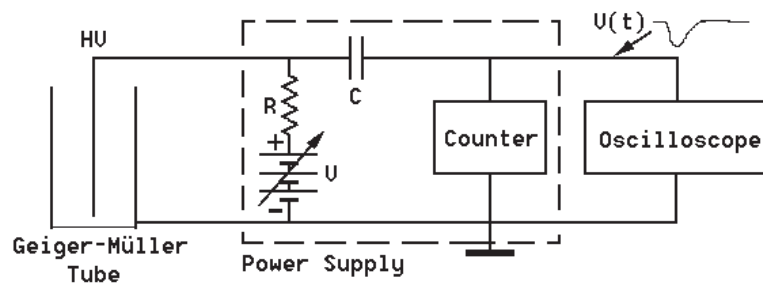 HV
V(t)
R
C
+
V
-
Counter
Oscilloscope
Geiger-Müller
Tube
Power Supply